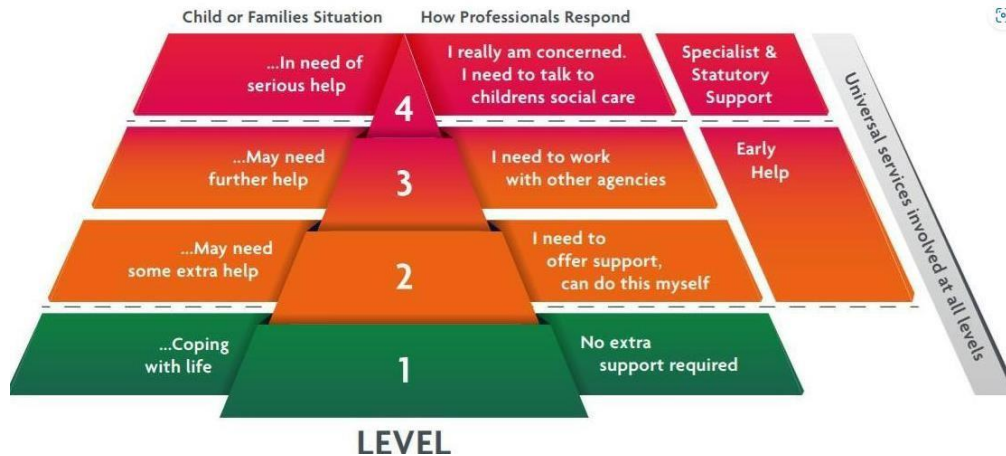 Child or Families Situation
How Professionals Respond
...In need of
serious help
4
I really am concerned.
I need to talk to
childrens social care
Specialist &
Statutory
Support
...May need
further help
3
I need to work
with other agencies
Early
Help
...May need
some extra help
2
I need to
offer support,
can do this myself
...Coping
with life
1
No extra
support required
Universal services involved at all levels
LEVEL